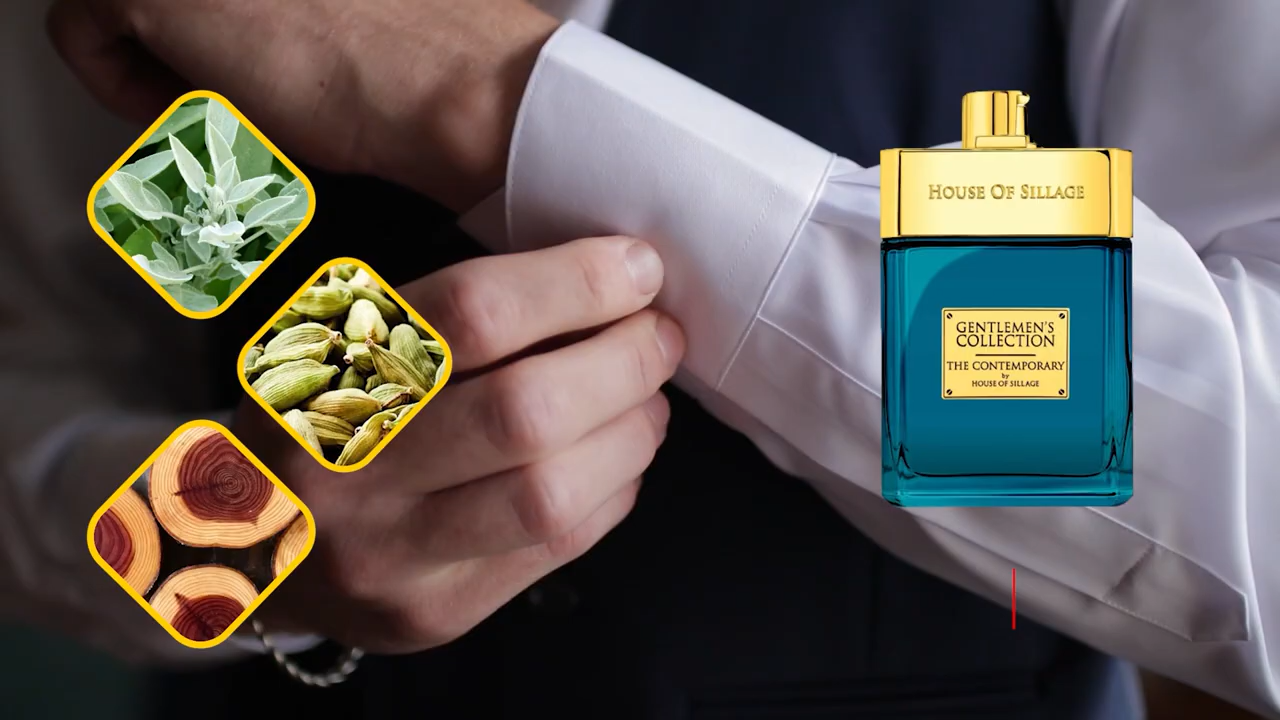 HOUSE OF SILLAGE
GENTLEMEN'S
COLLECTION
THE CONTEMPORARY
by
HOUSE OF SILLAGE